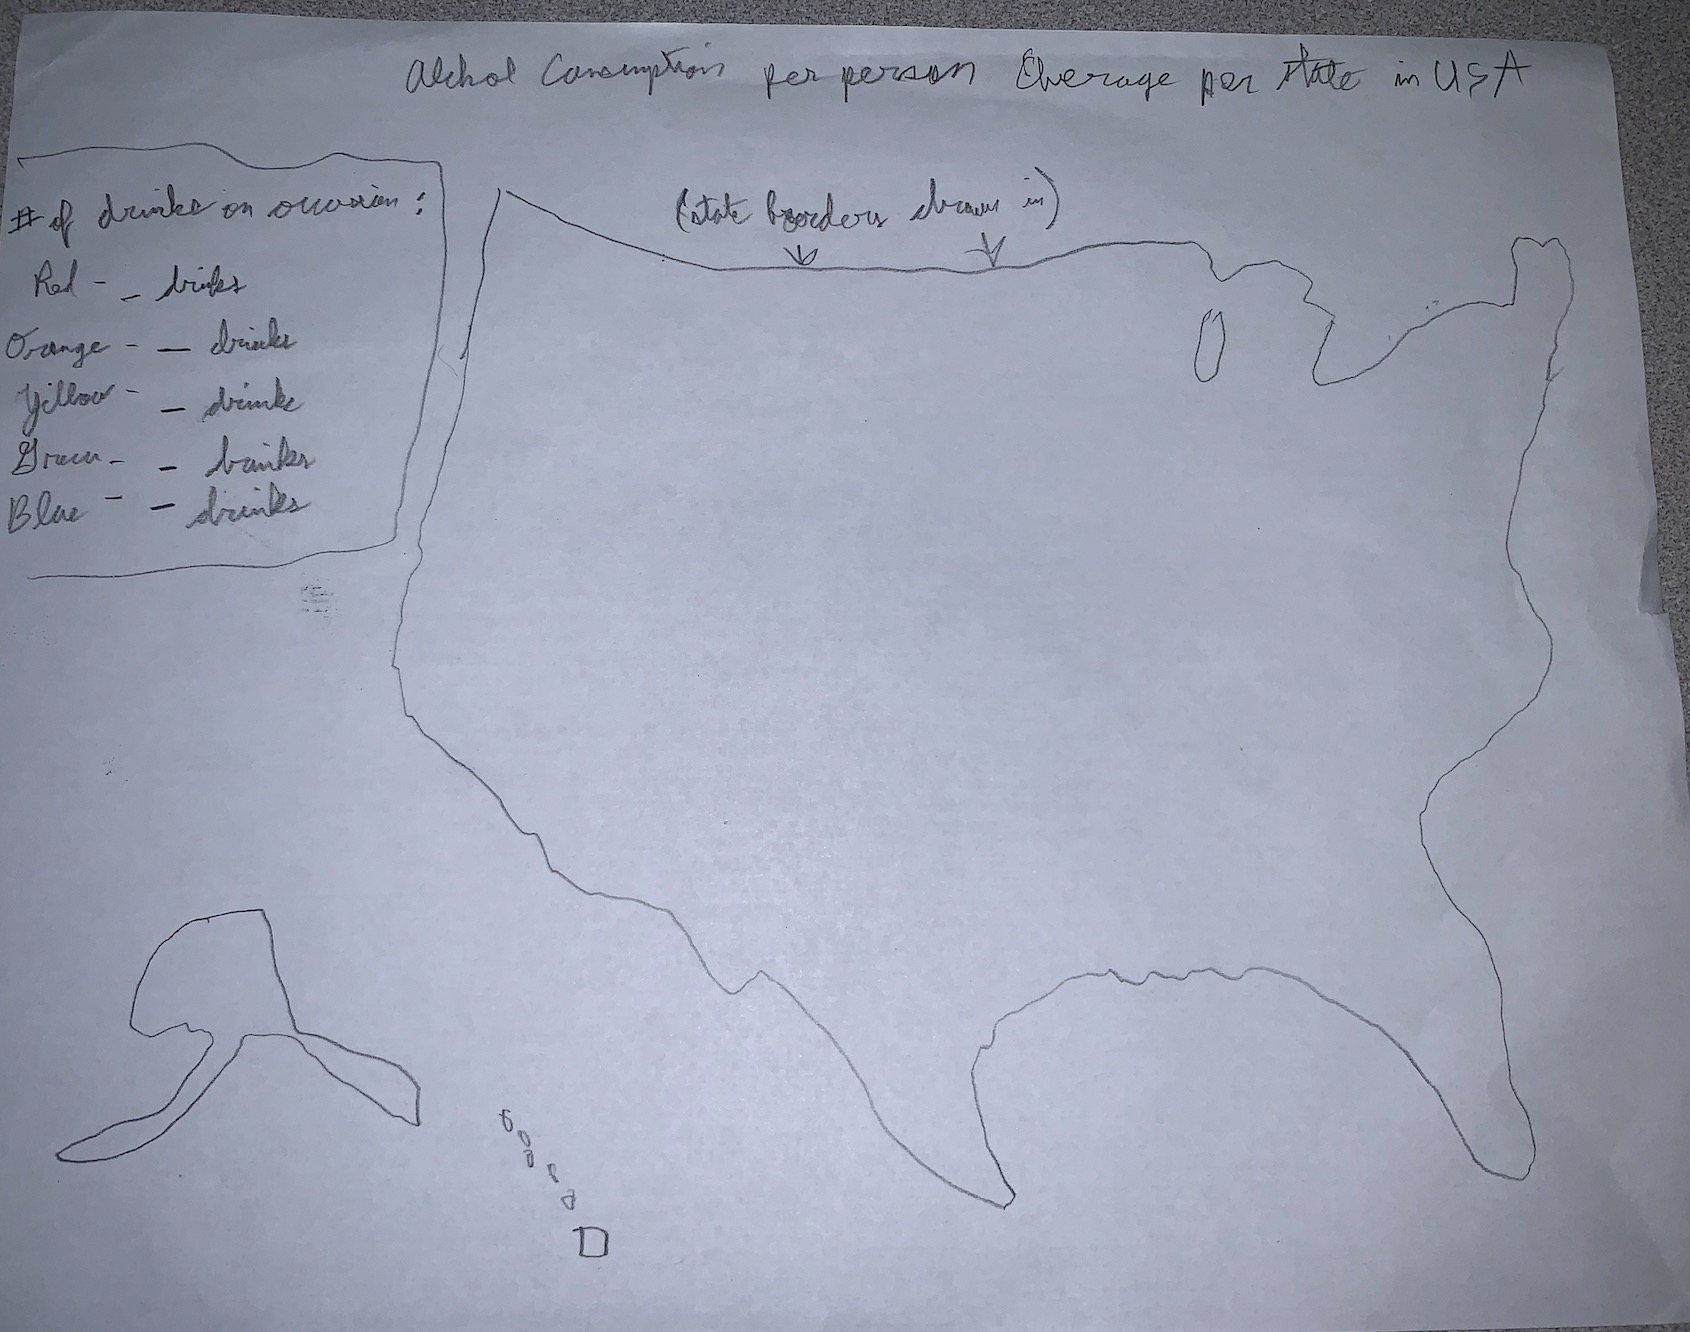 Alchol Consumption per person Average per state in USA
(state borders drawn in)
# of drinks on occasion:
Red - _ drinks
Orange - _ drinks
Yellow - _ drinks
Green - _ drinks
Blue - _ drinks